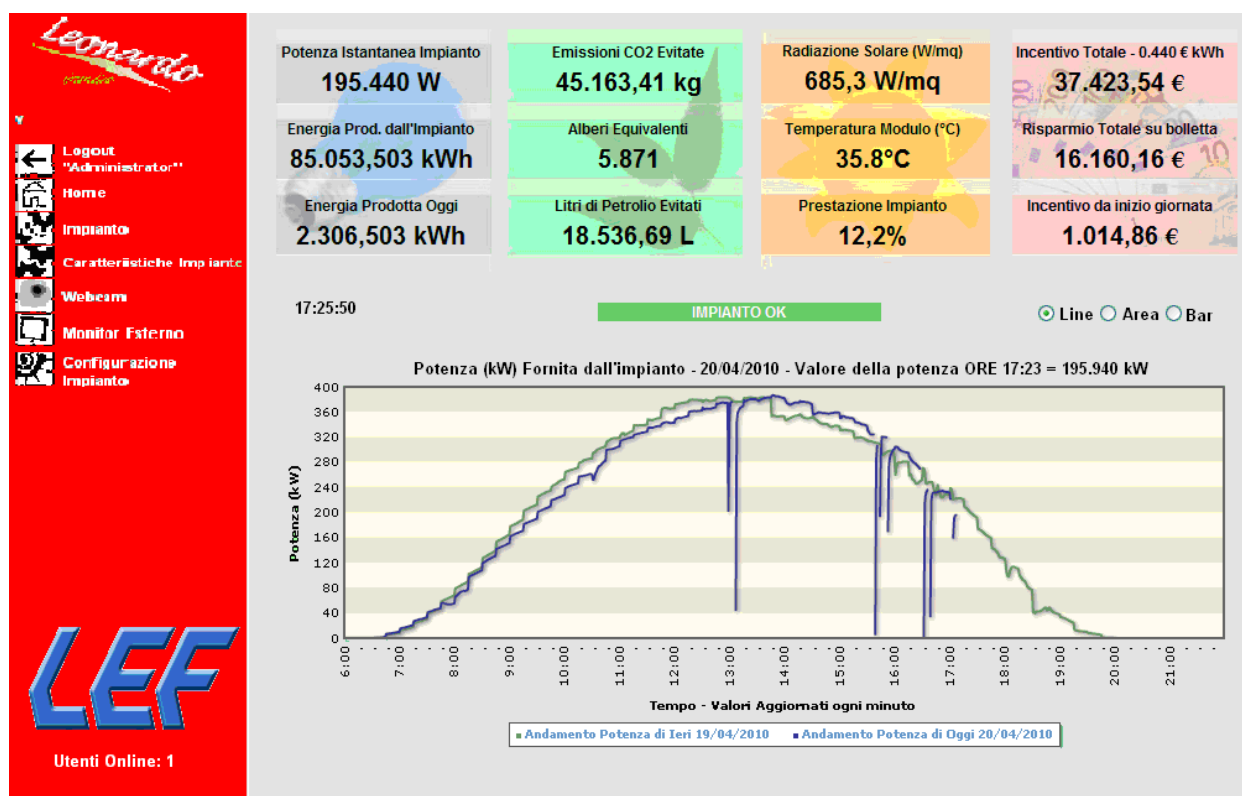 Leonardo
Logout
"Administrator"
Home
Impianto
Caratteristiche Impianto
Webcam
Monitor Esterno
Configurazione
Impianto
LEF
Utenti Online: 1
Potenza Istantanea Impianto
195.440 W
Energia Prod. dall'Impianto
85.053,503 kWh
Energia Prodotta Oggi
2.306,503 kWh
Emissioni CO2 Evitate
45.163,41 kg
Alberi Equivalenti
5.871
Litri di Petrolio Evitati
18.536,69 L
Radiazione Solare (W/mq)
685,3 W/mq
Temperatura Modulo (°C)
35.8°C
Prestazione Impianto
12,2%
Incentivo Totale - 0.440 € kWh
37.423,54 €
Risparmio Totale su bolletta
16.160,16 €
Incentivo da inizio giornata
1.014,86 €
17:25:50
IMPIANTO OK
Line Area Bar
Potenza (kW) Fornita dall'impianto - 20/04/2010 - Valore della potenza ORE 17:23 = 195.940 kW
Potenza (kW)
400
360
320
280
240
200
160
120
80
40
0
6:00 7:00 8:00 9:00 10:00 11:00 12:00 13:00 14:00 15:00 16:00 17:00 18:00 19:00 20:00 21:00
Tempo - Valori Aggiornati ogni minuto
Andamento Potenza di Ieri 19/04/2010 Andamento Potenza di Oggi 20/04/2010